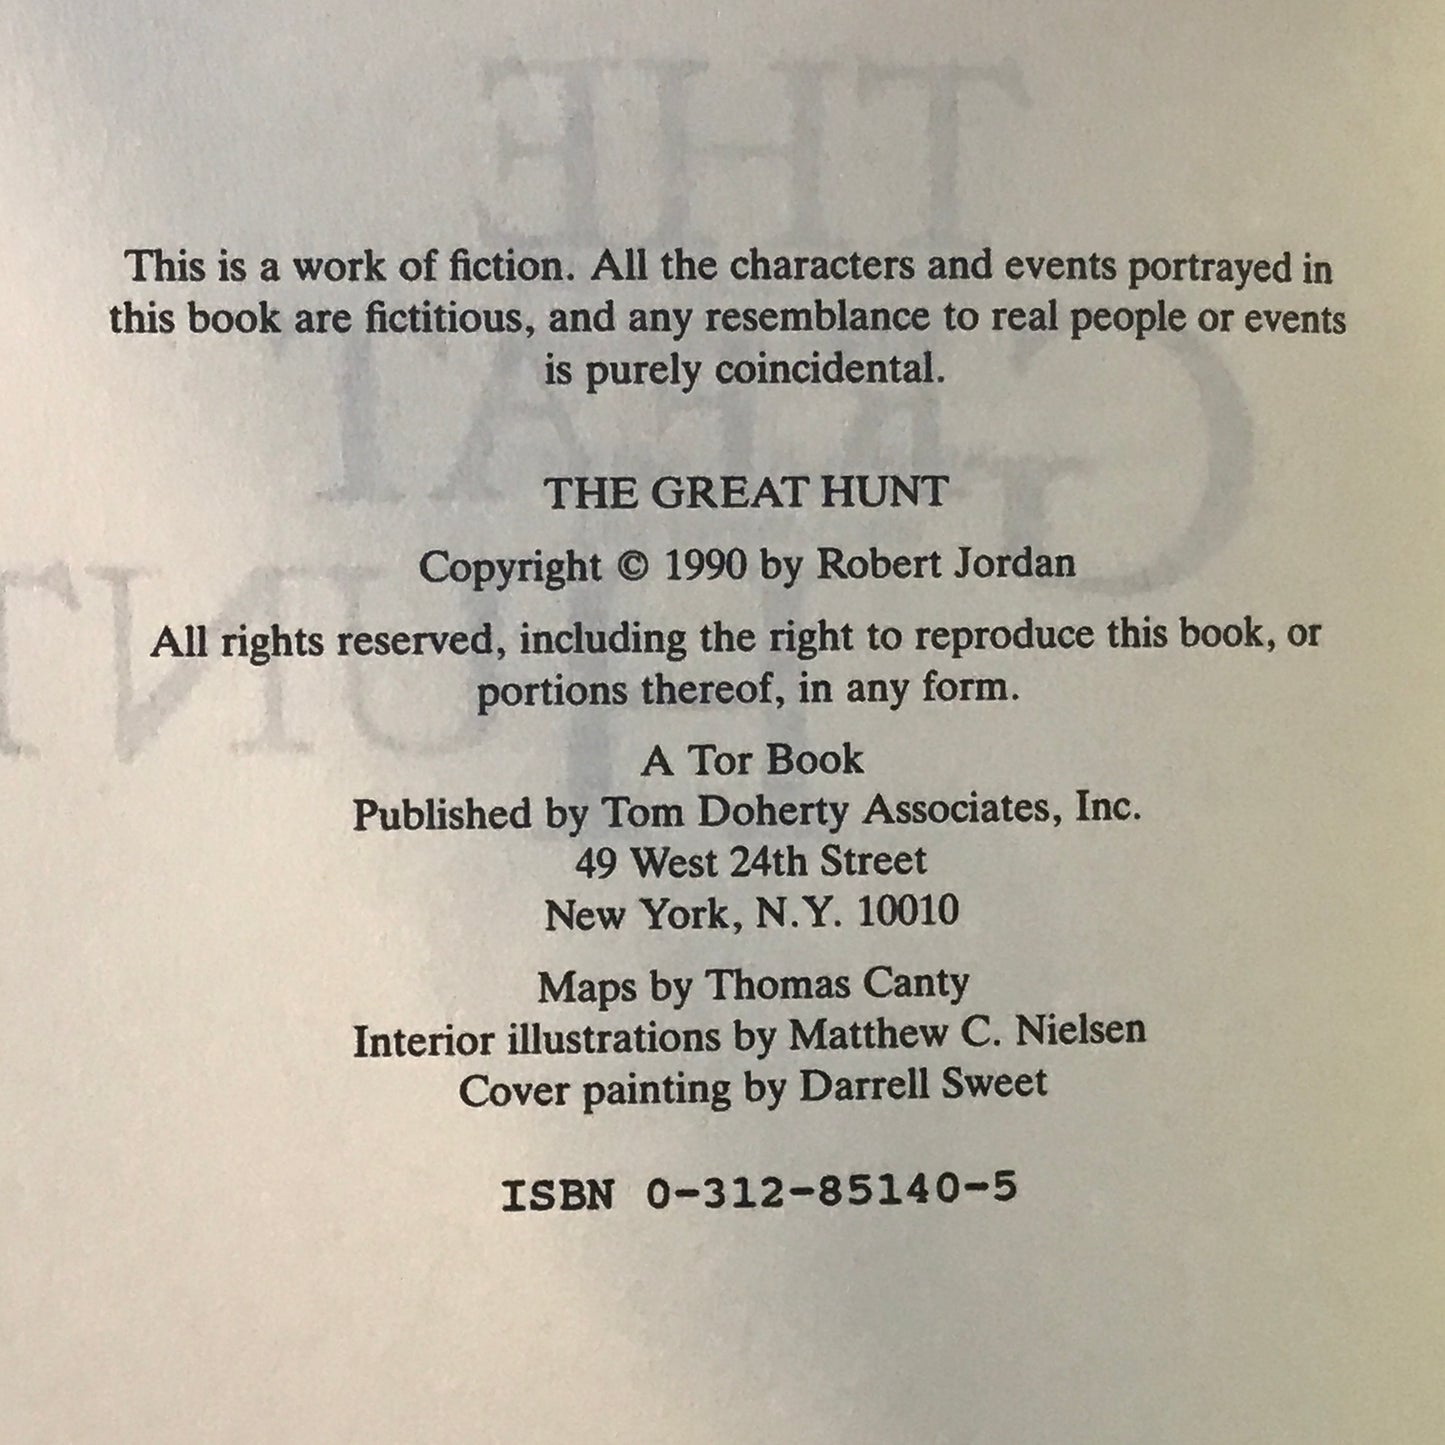 This is a work of fiction. All the characters and events portrayed in
this book are fictitious, and any resemblance to real people or events
is purely coincidental.
THE GREAT HUNT
Copyright © 1990 by Robert Jordan
All rights reserved, including the right to reproduce this book, or
portions thereof, in any form.
A Tor Book
Published by Tom Doherty Associates, Inc.
49 West 24th Street
New York, N.Y. 10010
Maps by Thomas Canty
Interior illustrations by Matthew C. Nielsen
Cover painting by Darrell Sweet
ISBN 0-312-85140-5